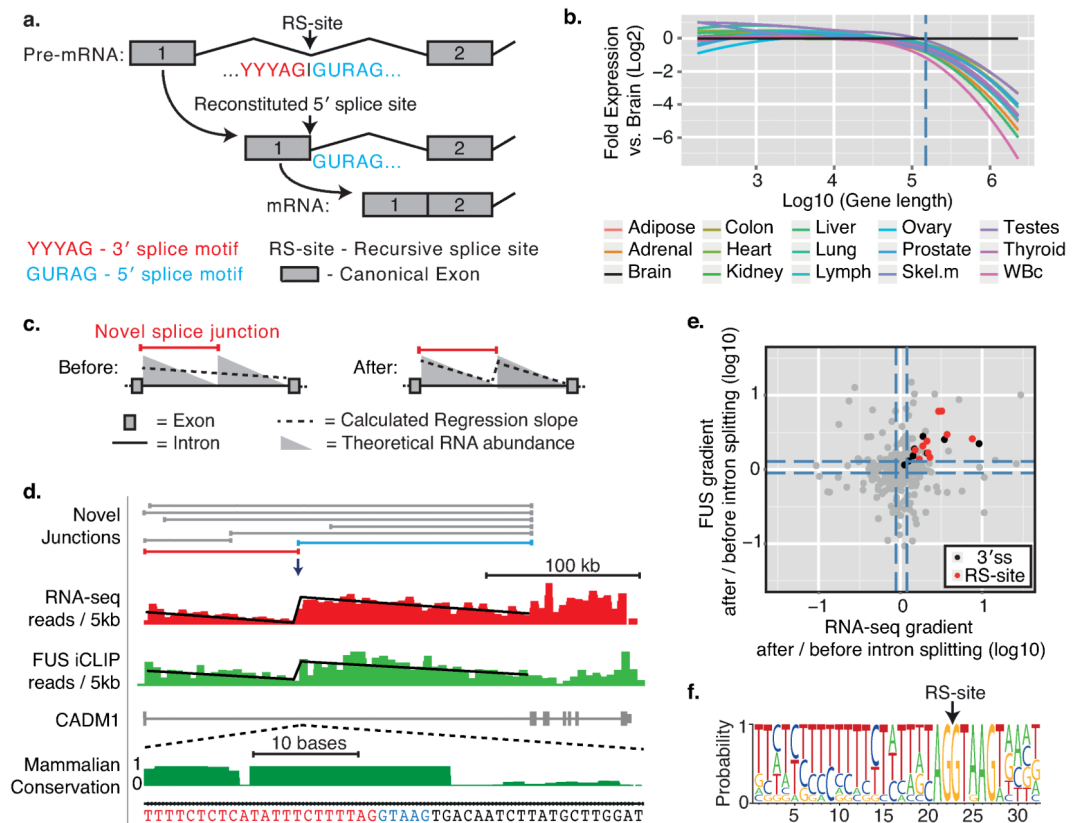 a.
RS-site
Pre-mRNA: 1 2
...YYYAG|GURAG...
Reconstituted 5′ splice site
1 2
GURAG...
mRNA: 1 2
YYYAG - 3′ splice motif
GURAG - 5′ splice motif
RS-site - Recursive splice site
- Canonical Exon
b.
Fold Expression
vs. Brain (Log2)
0
−2
−4
−6
3 4 5 6
Log10 (Gene length)
Adipose Colon Liver Ovary Testes
Adrenal Heart Lung Prostate Thyroid
Brain Kidney Lymph Skel.m WBc
c.
Novel splice junction
Before: After:
= Exon = Calculated Regression slope
= Intron = Theoretical RNA abundance
d.
Novel
Junctions
100 kb
RNA-seq
reads / 5kb
FUS iCLIP
reads / 5kb
CADM1
10 bases
Mammalian
Conservation
1
0
TTTTCTCTCATATTTCTTTTAGGTAAGTGACAATCTTATGCTTGGAT
e.
FUS gradient
after / before intron splitting (log10)
1
0
−1
3′ss
RS-site
−1 0 1
RNA-seq gradient
after / before intron splitting (log10)
f.
RS-site
Probability
1
0
5 10 15 20 25 30